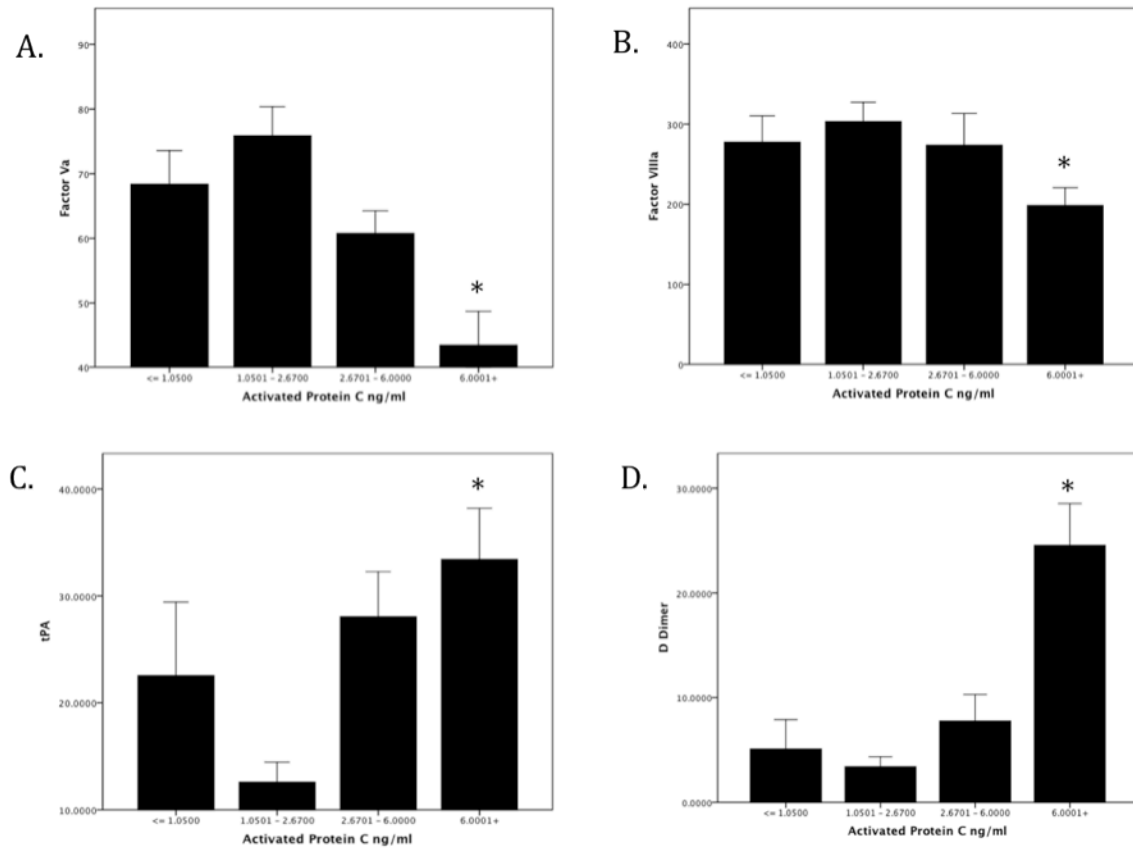 A.
90
80
70
60
50
40
Factor Va
*
<= 1.0500
1.0501 – 2.6700
2.6701 – 6.0000
6.0001+
Activated Protein C ng/ml
B.
400
300
200
100
0
Factor VIIIa
*
<= 1.0500
1.0501 – 2.6700
2.6701 – 6.0000
6.0001+
Activated Protein C ng/ml
C.
40.0000
30.0000
20.0000
10.0000
tPA
*
<= 1.0500
1.0501 – 2.6700
2.6701 – 6.0000
6.0001+
Activated Protein C ng/ml
D.
30.0000
20.0000
10.0000
0.0000
D Dimer
*
<= 1.0500
1.0501 – 2.6700
2.6701 – 6.0000
6.0001+
Activated Protein C ng/ml